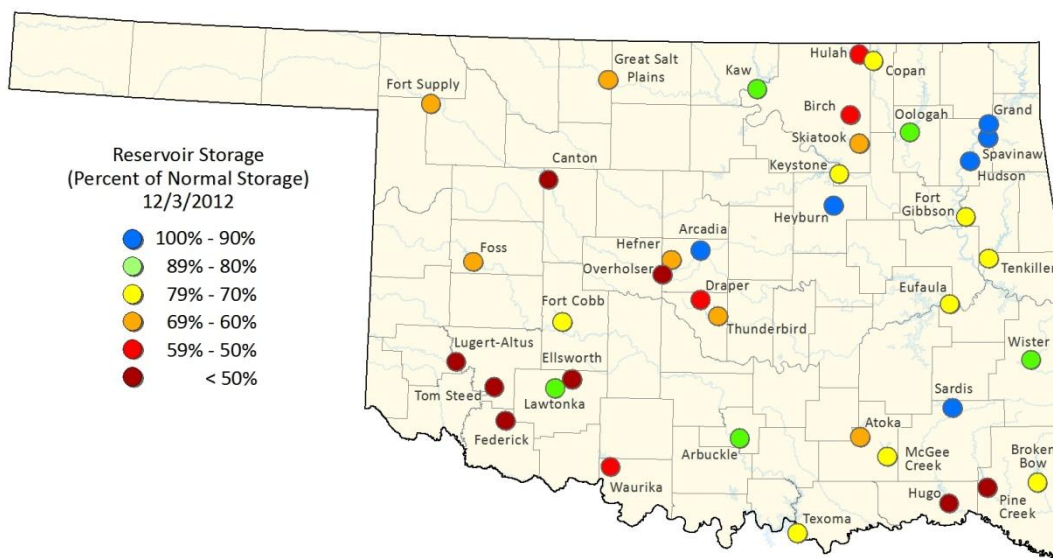 Reservoir Storage
(Percent of Normal Storage)
12/3/2012
100% - 90%
89% - 80%
79% - 70%
69% - 60%
59% - 50%
< 50%
Fort Supply
Great Salt
Plains
Kaw
Hulah
Copan
Birch
Skiatook
Oologah
Grand
Spavinaw
Hudson
Keystone
Canton
Heyburn
Fort
Gibbson
Foss
Hefner
Arcadia
Overholser
Tenkiller
Draper
Thunderbird
Eufaula
Fort Cobb
Lugert-Altus
Ellsworth
Wister
Tom Steed
Lawtonka
Sardis
Federick
Arbuckle
Atoka
McGee
Creek
Broken
Bow
Waurika
Hugo
Pine
Creek
Texoma